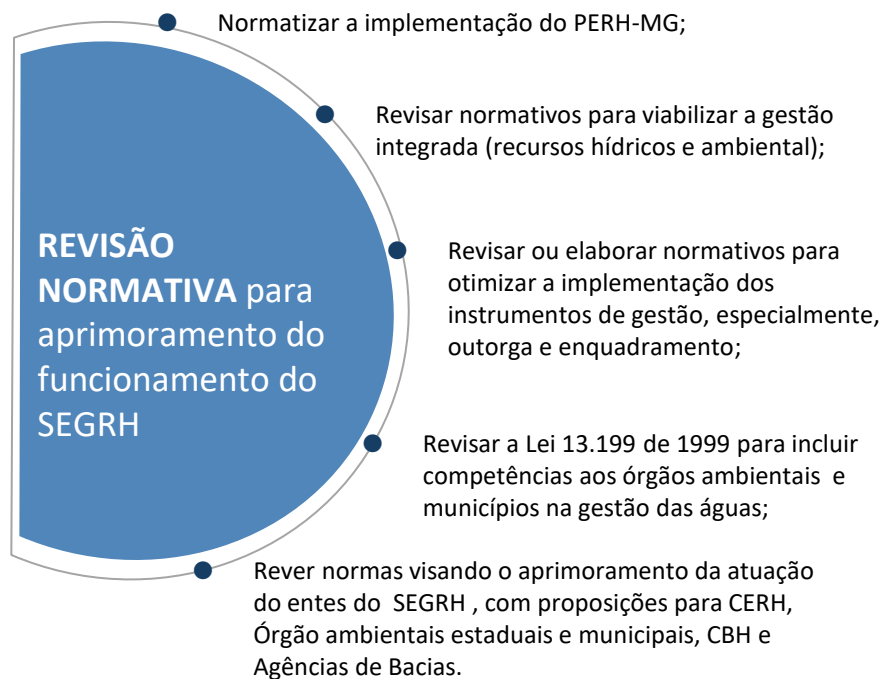 Normatizar a implementação do PERH-MG;
Revisar normativos para viabilizar a gestão
integrada (recursos hídricos e ambiental);
REVISÃO
NORMATIVA para
aprimoramento do
funcionamento do
SEGRH
Revisar ou elaborar normativos para
otimizar a implementação dos
instrumentos de gestão, especialmente,
outorga e enquadramento;
Revisar a Lei 13.199 de 1999 para incluir
competências aos órgãos ambientais e
municípios na gestão das águas;
Rever normas visando o aprimoramento da atuação
do entes do SEGRH , com proposições para CERH,
Órgão ambientais estaduais e municipais, CBH e
Agências de Bacias.